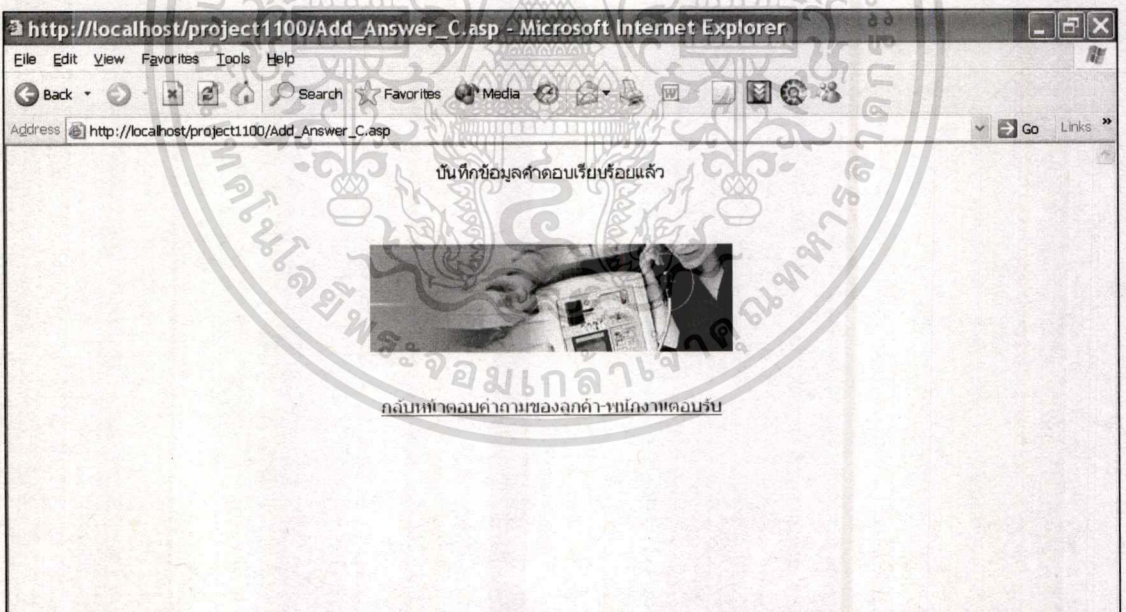 http://localhost/project1100/Add_Answer_C.asp - Microsoft Internet Explorer
File Edit View Favorites Tools Help
Back Search Favorites Media
Address http://localhost/project1100/Add_Answer_C.asp Go Links »
บันทึกข้อมูลคำตอบเรียบร้อยแล้ว
กลับหน้าตอบคำถามของลูกค้า-พนักงานตอบรับ